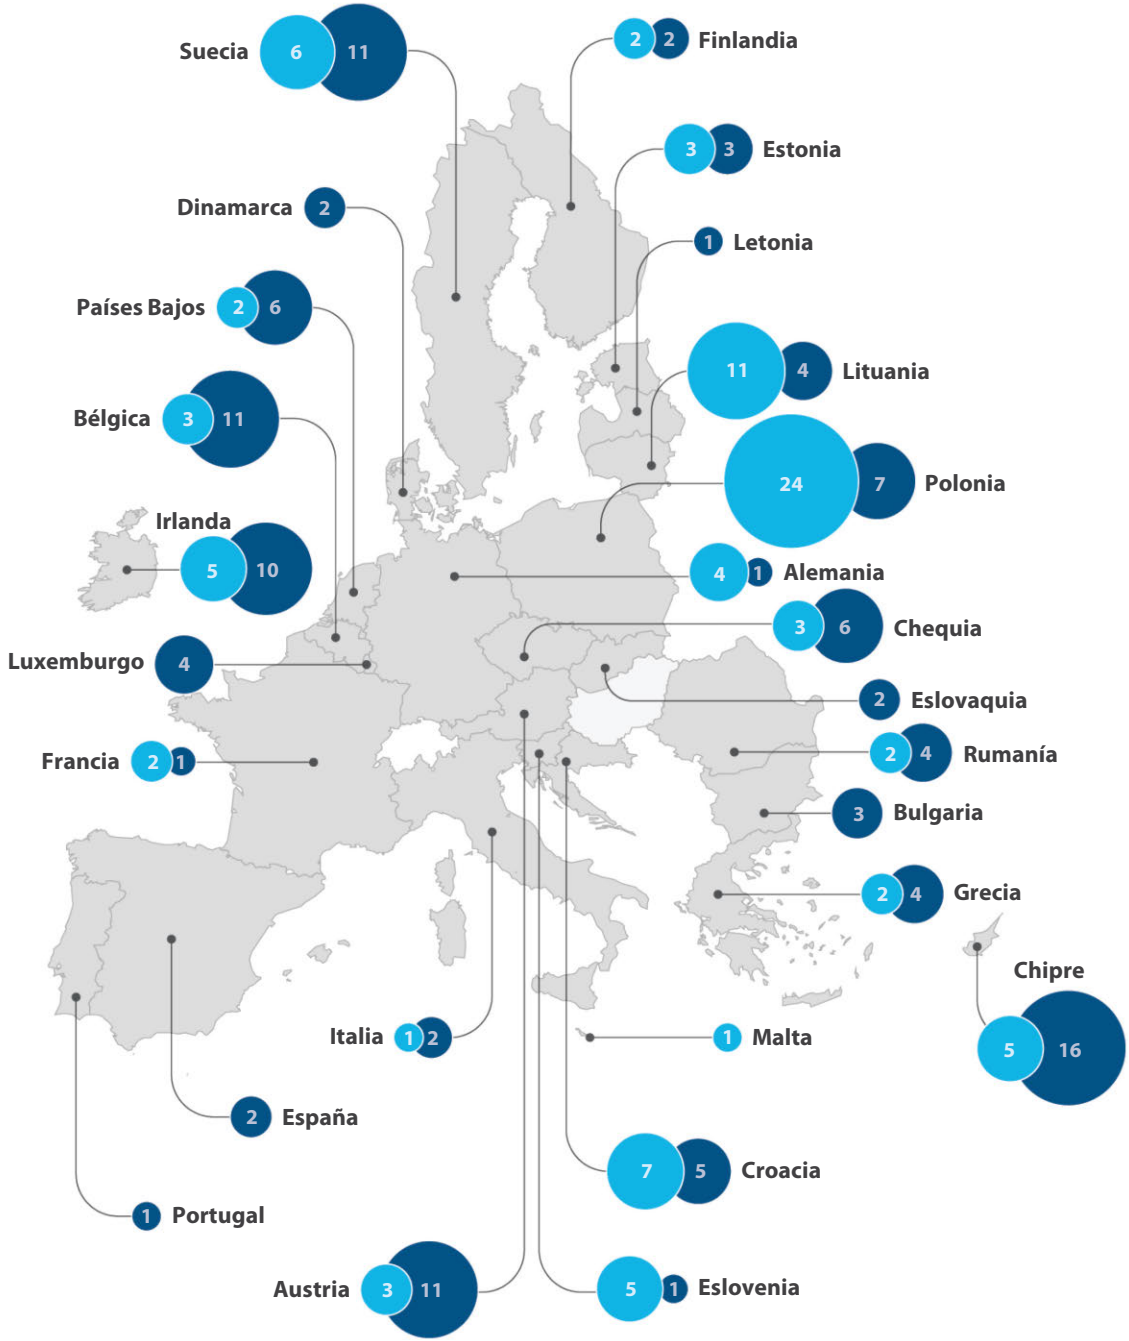 Suecia 6 11
2 2 Finlandia
3 3 Estonia
Dinamarca 2
1 Letonia
Países Bajos 2 6
11 4 Lituania
Bélgica 3 11
24 7 Polonia
Irlanda
5 10
4 1 Alemania
3 6 Chequia
Luxemburgo 4
2 Eslovaquia
2 4 Rumanía
Francia 2 1
3 Bulgaria
2 4 Grecia
Chipre
5 16
Italia 1 2
1 Malta
2 España
7 5 Croacia
1 Portugal
Austria 3 11
5 1 Eslovenia